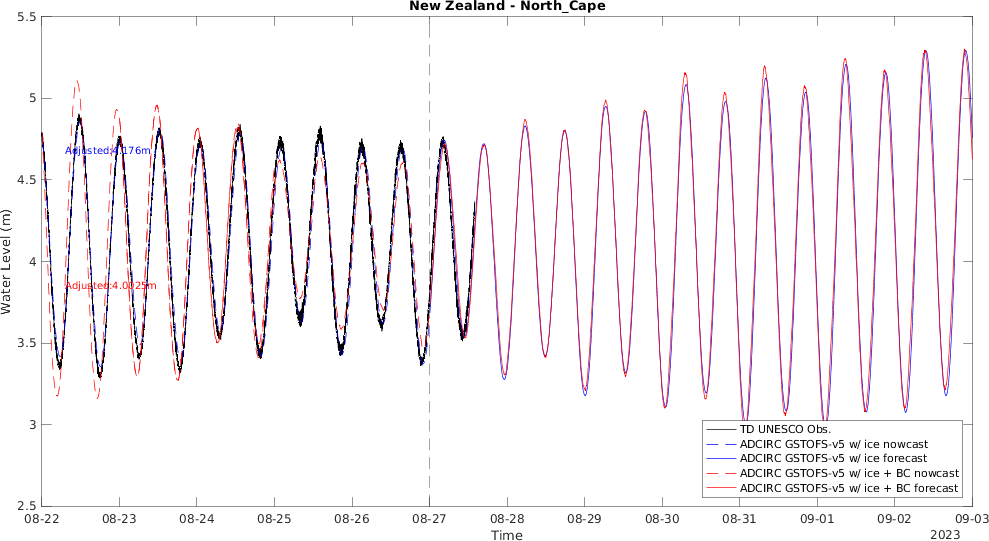 New Zealand - North_Cape
5.5
5
4.5
4
3.5
3
2.5
Water Level (m)
Adjusted:4.176m
Adjusted:4.0025m
TD UNESCO Obs.
ADCIRC GSTOFS-v5 w/ ice nowcast
ADCIRC GSTOFS-v5 w/ ice forecast
ADCIRC GSTOFS-v5 w/ ice + BC nowcast
ADCIRC GSTOFS-v5 w/ ice + BC forecast
08-22 08-23 08-24 08-25 08-26 08-27 08-28 08-29 08-30 08-31 09-01 09-02 09-03
Time
2023